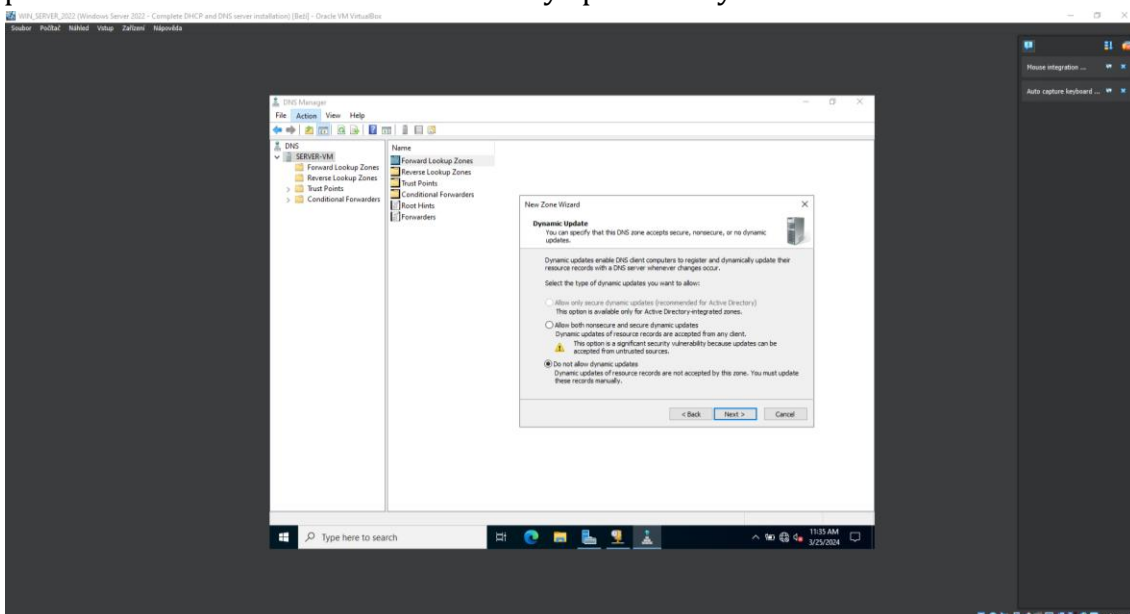 WIN_SERVER_2022 (Windows Server 2022 - Complete DHCP and DNS server installation) [Běží] - Oracle VM VirtualBox
Soubor Počítač Náhled Vstup Zařízení Nápověda
Mouse integration ...
Auto capture keyboard ...
DNS Manager
File Action View Help
DNS
SERVER-VM
Forward Lookup Zones
Reverse Lookup Zones
Trust Points
Conditional Forwarders
Name
Forward Lookup Zones
Reverse Lookup Zones
Trust Points
Conditional Forwarders
Root Hints
Forwarders
New Zone Wizard
Dynamic Update
You can specify that this DNS zone accepts secure, nonsecure, or no dynamic
updates.
Dynamic updates enable DNS client computers to register and dynamically update their
resource records with a DNS server whenever changes occur.
Select the type of dynamic updates you want to allow:
Allow only secure dynamic updates (recommended for Active Directory)
This option is available only for Active Directory-integrated zones.
Allow both nonsecure and secure dynamic updates
Dynamic updates of resource records are accepted from any client.
This option is a significant security vulnerability because updates can be
accepted from untrusted sources.
Do not allow dynamic updates
Dynamic updates of resource records are not accepted by this zone. You must update
these records manually.
< Back Next > Cancel
Type here to search
11:35 AM
3/25/2024